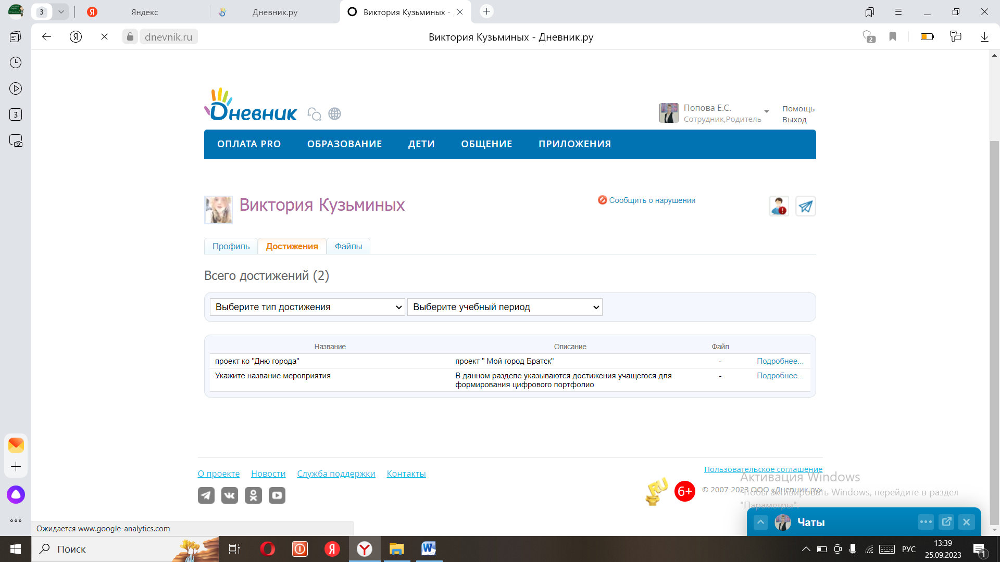 3
Яндекс
Дневник.ру
Виктория Кузьминых -
dnevnik.ru
Виктория Кузьминых - Дневник.ру
2
3
Дневник
Попова Е.С.
Сотрудник,Родитель
Помощь
Выход
ОПЛАТА PRO
ОБРАЗОВАНИЕ
ДЕТИ
ОБЩЕНИЕ
ПРИЛОЖЕНИЯ
Виктория Кузьминых
Сообщить о нарушении
Профиль
Достижения
Файлы
Всего достижений (2)
Выберите тип достижения
Выберите учебный период
Название
Описание
Файл
проект ко "Дню города"
проект " Мой город Братск"
-
Подробнее...
Укажите название мероприятия
В данном разделе указываются достижения учащегося для
формирования цифрового портфолио
-
Подробнее...
О проекте
Новости
Служба поддержки
Контакты
Пользовательское соглашение
RU
6+
© 2007-2023 ООО «Дневник.ру»
Активация Windows
Чтобы активировать Windows, перейдите в раздел
"Параметры".
Чаты
Ожидается www.google-analytics.com
Поиск
РУС
13:39
25.09.2023
1